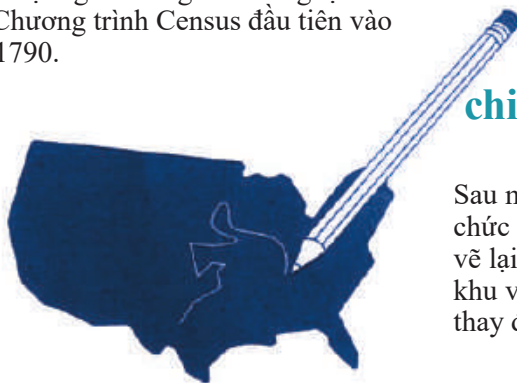 Chương trình Census đầu tiên vào
1790.
chi
Sau
chức
vẽ lại
khu
thay